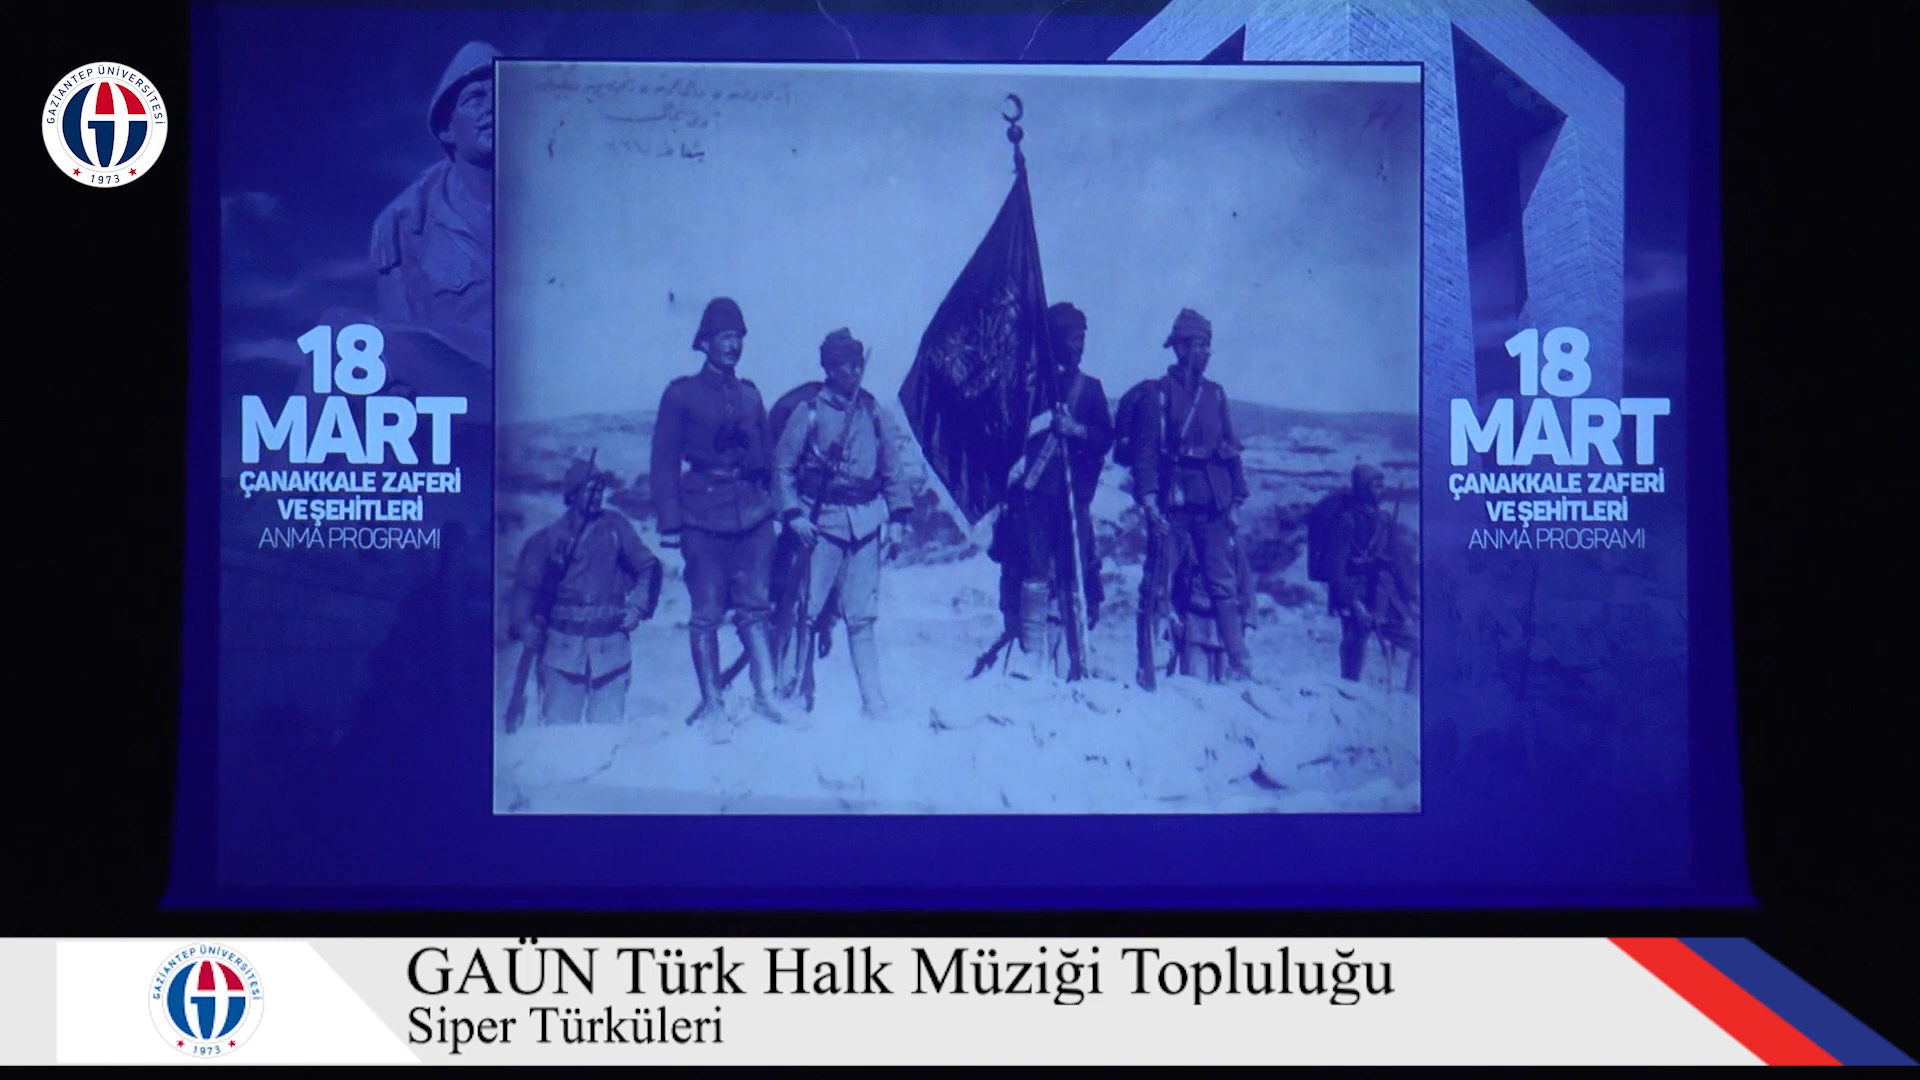 GAZİANTEP ÜNİVERSİTESİ
1973
18
MART
ÇANAKKALE ZAFERİ
VE ŞEHİTLERİ
ANMA PROGRAMI
18
MART
ÇANAKKALE ZAFERİ
VE ŞEHİTLERİ
ANMA PROGRAMI
GAZİANTEP ÜNİVERSİTESİ
1973
GAÜN Türk Halk Müziği Topluluğu
Siper Türküleri